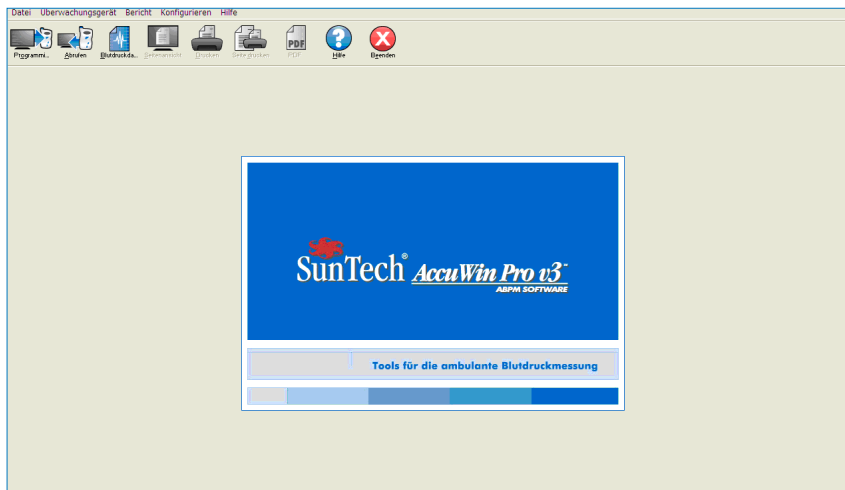 Datei Überwachungsgerät Bericht Konfigurieren Hilfe
Programmi... Abrufen Blutdruckda... Seitenansicht Drucken Seite drucken PDF Hilfe Beenden
PDF
SunTech® AccuWin Pro v3™
ABPM SOFTWARE
Tools für die ambulante Blutdruckmessung